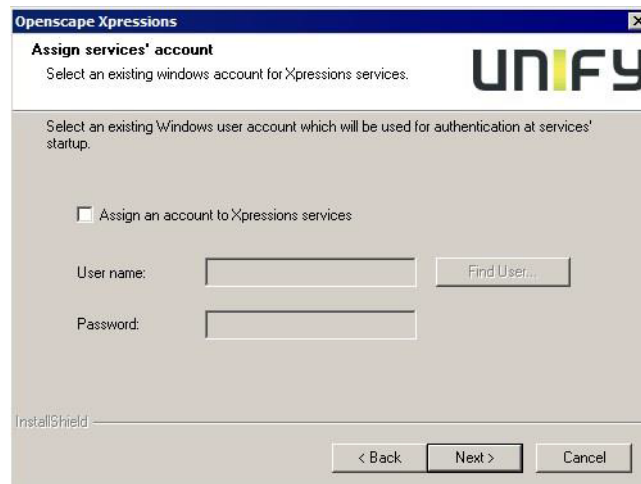 Openscape Xpressions
Assign services' account
Select an existing windows account for Xpressions services.
UNIFY
Select an existing Windows user account which will be used for authentication at services'
startup.
Assign an account to Xpressions services
User name:
Find User...
Password:
InstallShield
< Back
Next >
Cancel